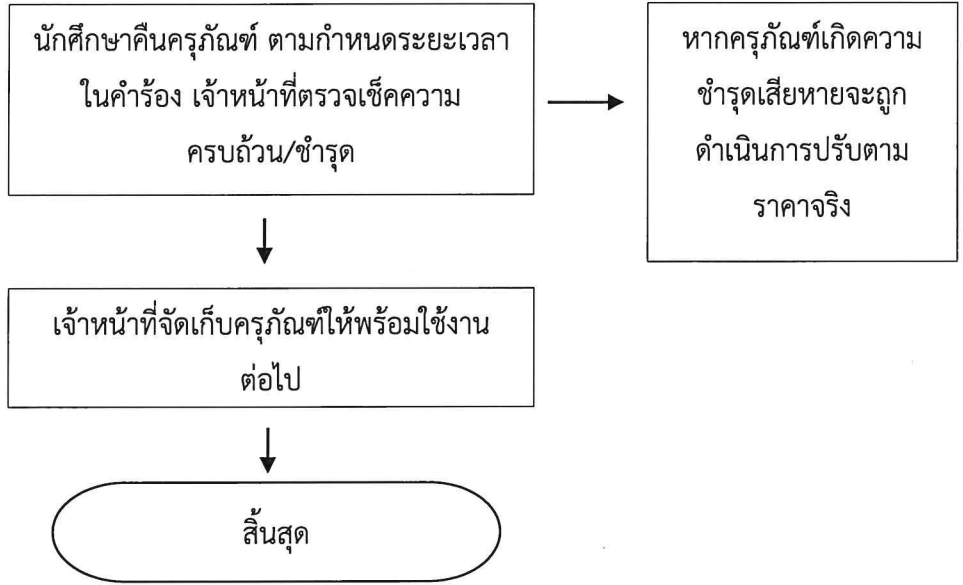 นักศึกษาคืนครุภัณฑ์ ตามกำหนดระยะเวลา
ในคำร้อง เจ้าหน้าที่ตรวจเช็คความ
ครบถ้วน/ชำรุด
หากครุภัณฑ์เกิดความ
ชำรุดเสียหายจะถูก
ดำเนินการปรับตาม
ราคาจริง
เจ้าหน้าที่จัดเก็บครุภัณฑ์ให้พร้อมใช้งาน
ต่อไป
สิ้นสุด